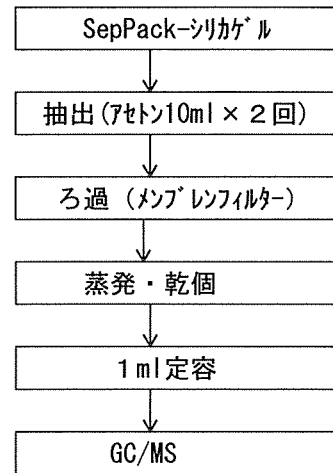 SepPack-ｼﾘｶｹﾞﾙ
抽出(ｱｾﾄﾝ10ml×２回)
ろ過（ﾒﾝﾌﾞﾚﾝﾌｨﾙﾀｰ）
蒸発・乾個
１ml定容
GC/MS